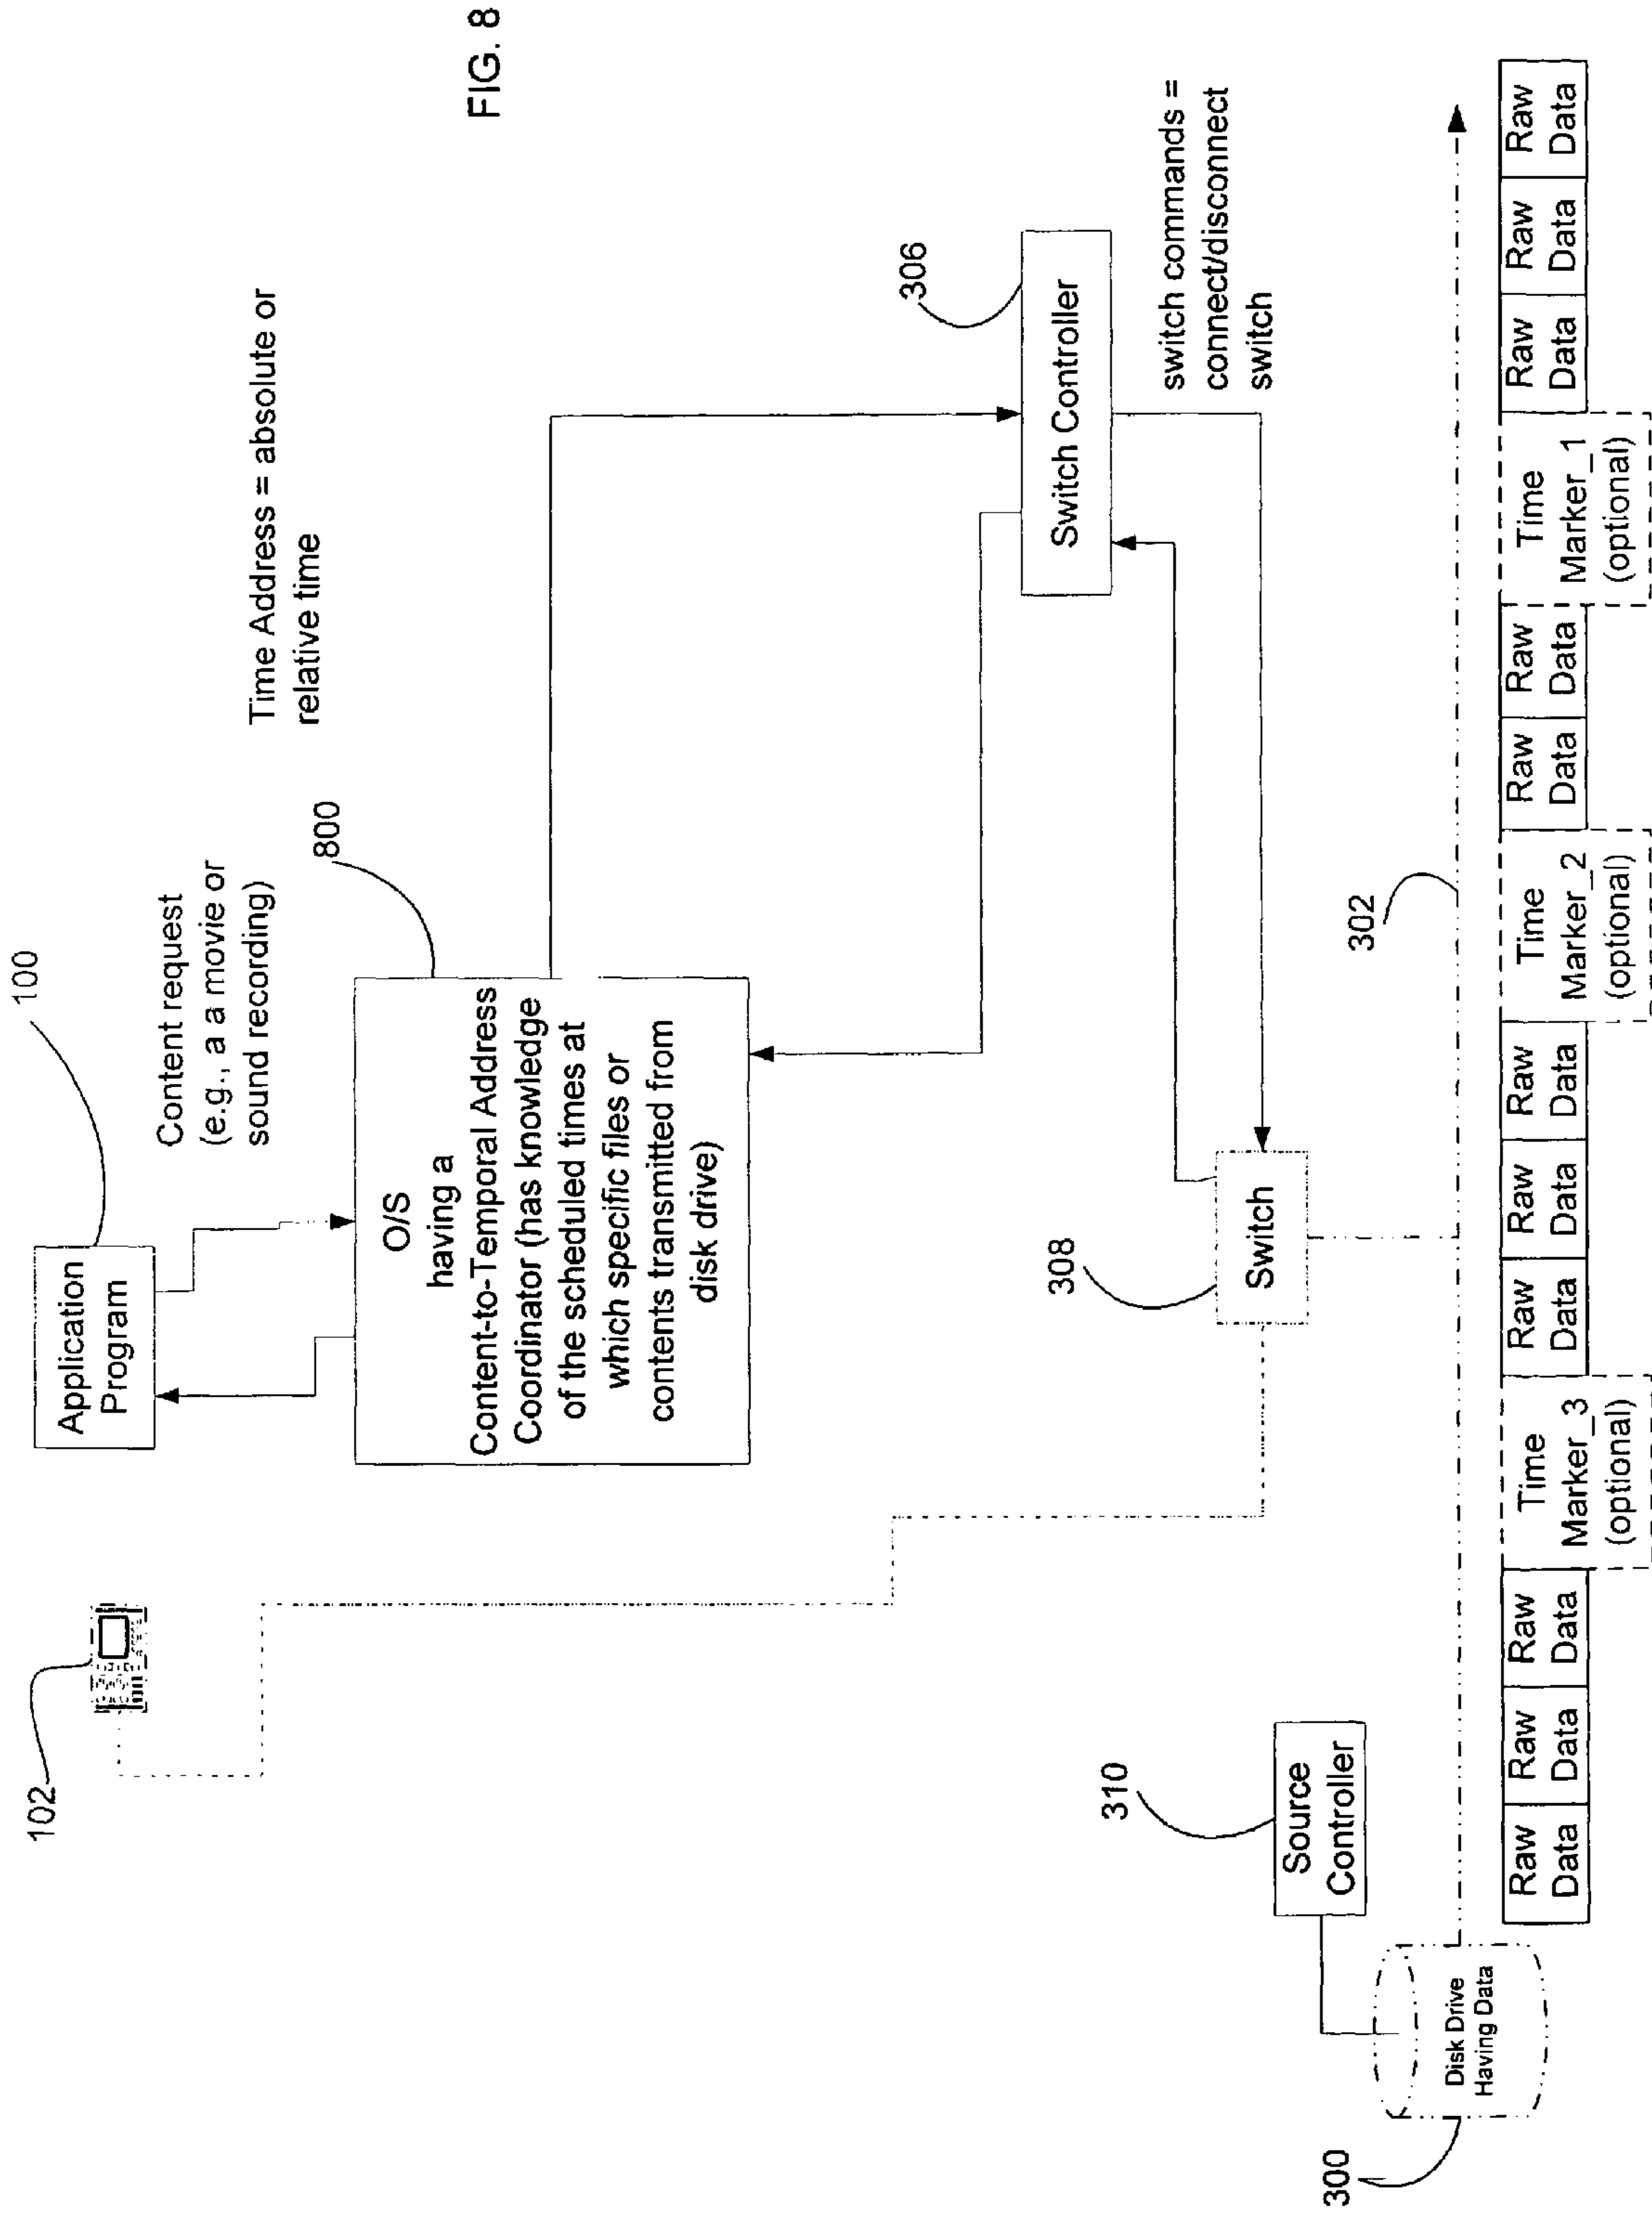 FIG. 8
100
Application
Program
Content request
(e.g., a a movie or
sound recording)
Time Address = absolute or
relative time
102
800
O/S
having a
Content-to-Temporal Address
Coordinator (has knowledge
of the scheduled times at
which specific files or
contents transmitted from
disk drive)
306
Switch Controller
switch commands =
connect/disconnect
switch
308
Switch
310
Source
Controller
302
300
Disk Drive
Having Data
Raw
Data
Raw
Data
Raw
Data
Time
Marker_3
(optional)
Raw
Data
Raw
Data
Raw
Data
Time
Marker_2
(optional)
Raw
Data
Raw
Data
Time
Marker_1
(optional)
Raw
Data
Raw
Data
Raw
Data